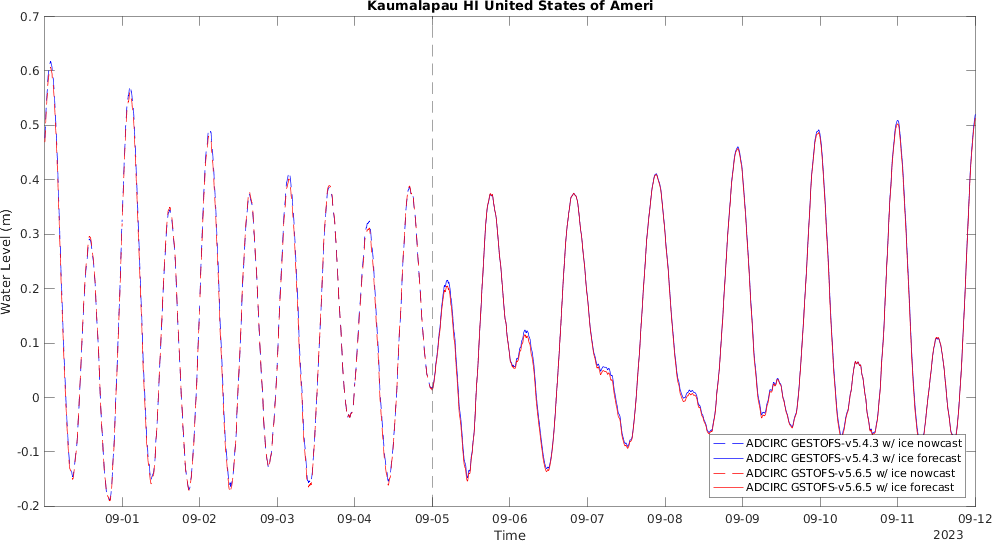 Kaumalapau HI United States of Ameri
Water Level (m)
0.7
0.6
0.5
0.4
0.3
0.2
0.1
0
-0.1
-0.2
09-01 09-02 09-03 09-04 09-05 09-06 09-07 09-08 09-09 09-10 09-11 09-12
Time
2023
ADCIRC GESTOFS-v5.4.3 w/ ice nowcast
ADCIRC GESTOFS-v5.4.3 w/ ice forecast
ADCIRC GSTOFS-v5.6.5 w/ ice nowcast
ADCIRC GSTOFS-v5.6.5 w/ ice forecast